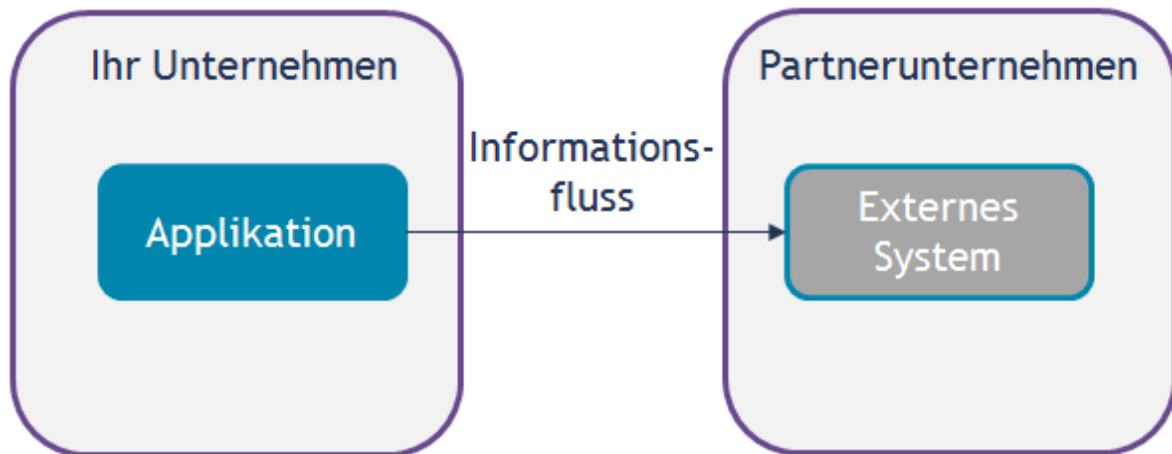 Ihr Unternehmen
Partnerunternehmen
Informations-
fluss
Applikation
Externes
System